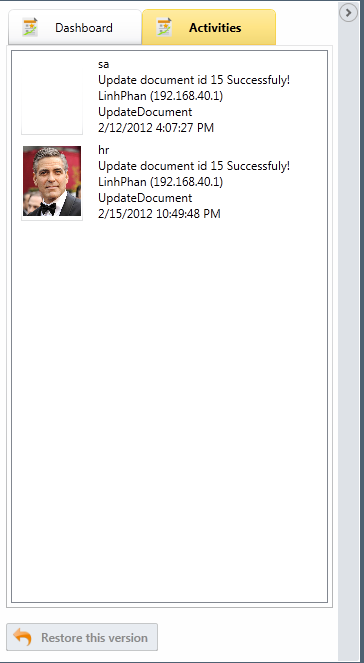 Dashboard
Activities
sa
Update document id 15 Successfuly!
LinhPhan (192.168.40.1)
UpdateDocument
2/12/2012 4:07:27 PM
hr
Update document id 15 Successfuly!
LinhPhan (192.168.40.1)
UpdateDocument
2/15/2012 10:49:48 PM
Restore this version